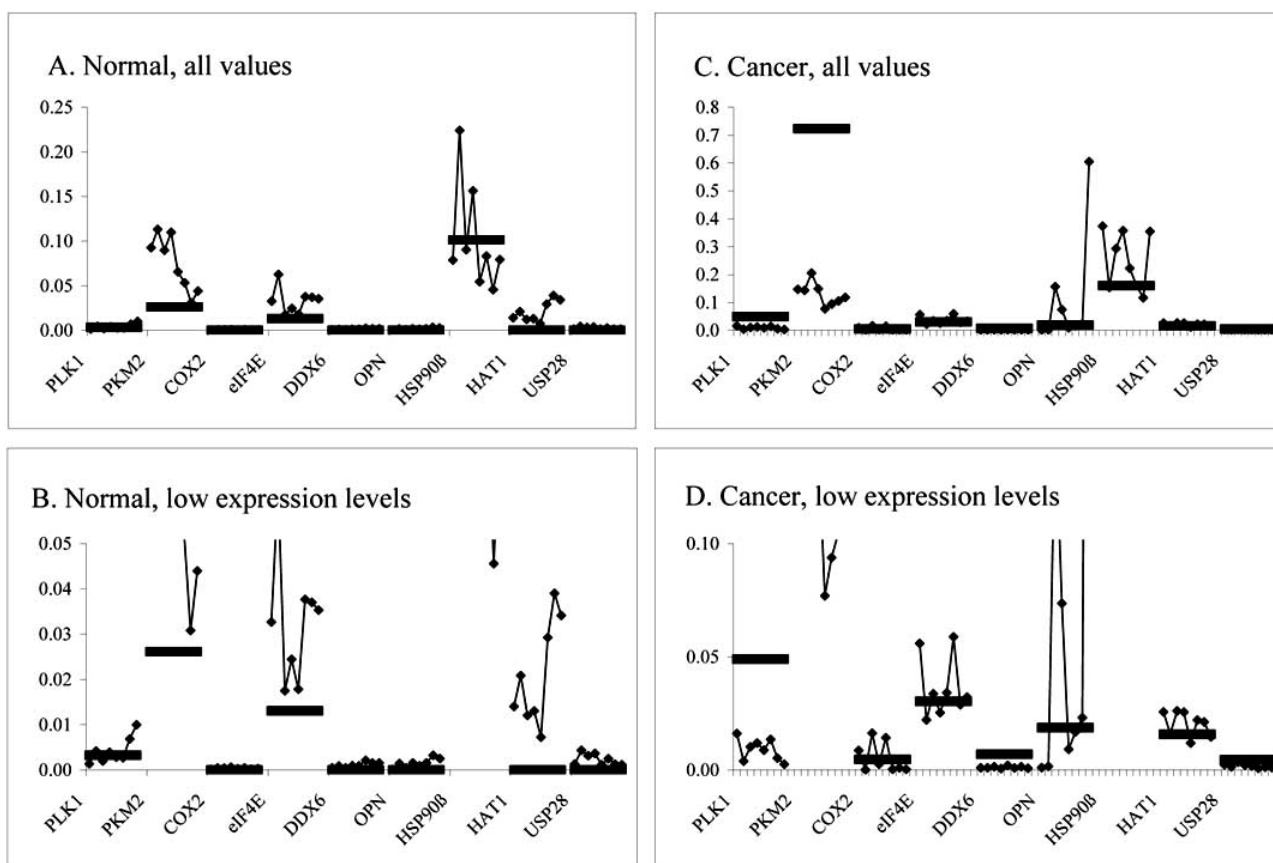 A. Normal, all values
0.25
0.20
0.15
0.10
0.05
0.00
PLK1
PKM2
COX2
eIF4E
DDX6
OPN
HSP90ß
HAT1
USP28
C. Cancer, all values
0.8
0.7
0.6
0.5
0.4
0.3
0.2
0.1
0.0
PLK1
PKM2
COX2
eIF4E
DDX6
OPN
HSP90ß
HAT1
USP28
B. Normal, low expression levels
0.05
0.04
0.03
0.02
0.01
0.00
PLK1
PKM2
COX2
eIF4E
DDX6
OPN
HSP90ß
HAT1
USP28
D. Cancer, low expression levels
0.10
0.05
0.00
PLK1
PKM2
COX2
eIF4E
DDX6
OPN
HSP90ß
HAT1
USP28